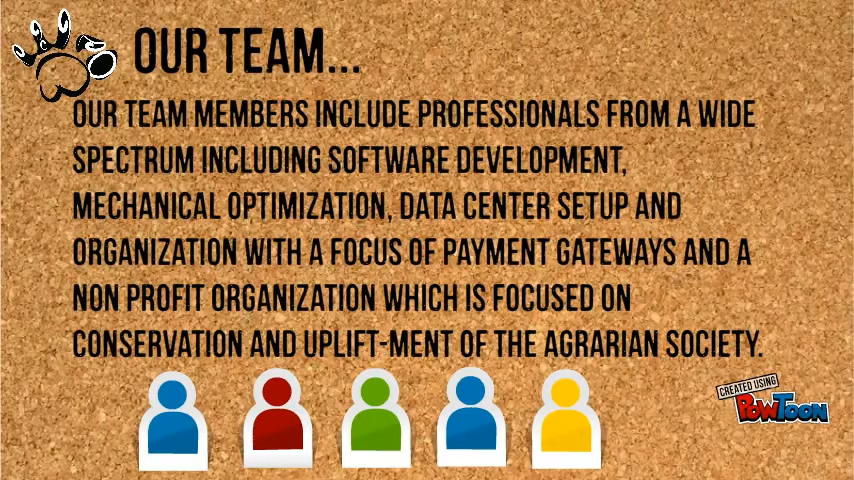 OUR TEAM...
OUR TEAM MEMBERS INCLUDE PROFESSIONALS FROM A WIDE
SPECTRUM INCLUDING SOFTWARE DEVELOPMENT,
MECHANICAL OPTIMIZATION, DATA CENTER SETUP AND
ORGANIZATION WITH A FOCUS OF PAYMENT GATEWAYS AND A
NON PROFIT ORGANIZATION WHICH IS FOCUSED ON
CONSERVATION AND UPLIFT-MENT OF THE AGRARIAN SOCIETY.
CREATED USING
POWTOON